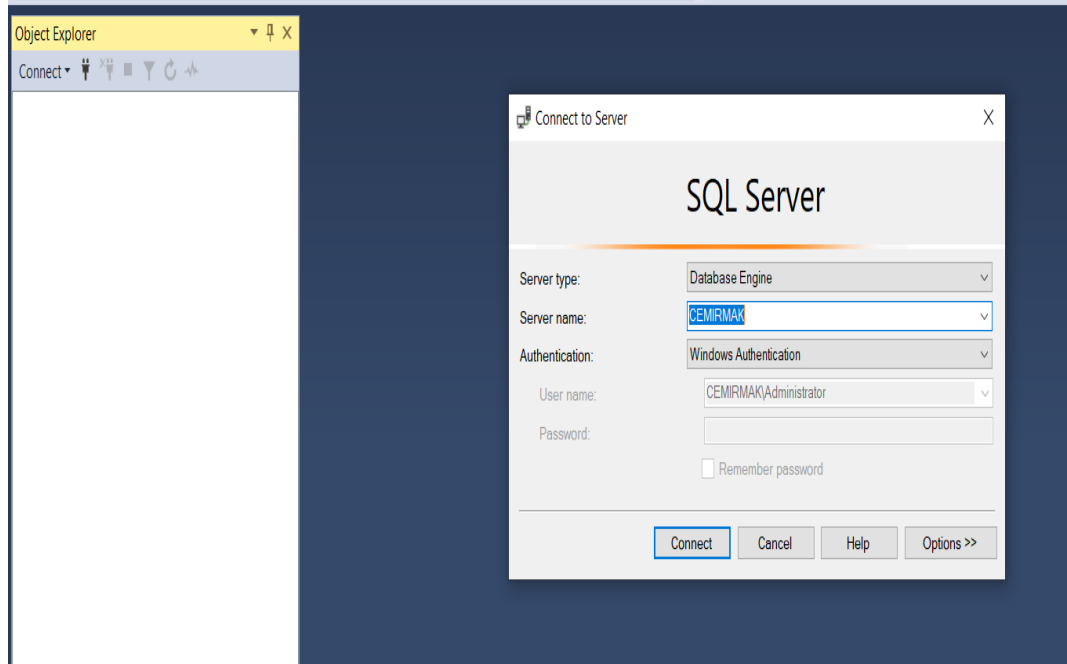 Object Explorer
Connect
Connect to Server
SQL Server
Server type:
Database Engine
Server name:
CEMIRMAK
Authentication:
Windows Authentication
User name:
CEMIRMAK\Administrator
Password:
Remember password
Connect
Cancel
Help
Options >>